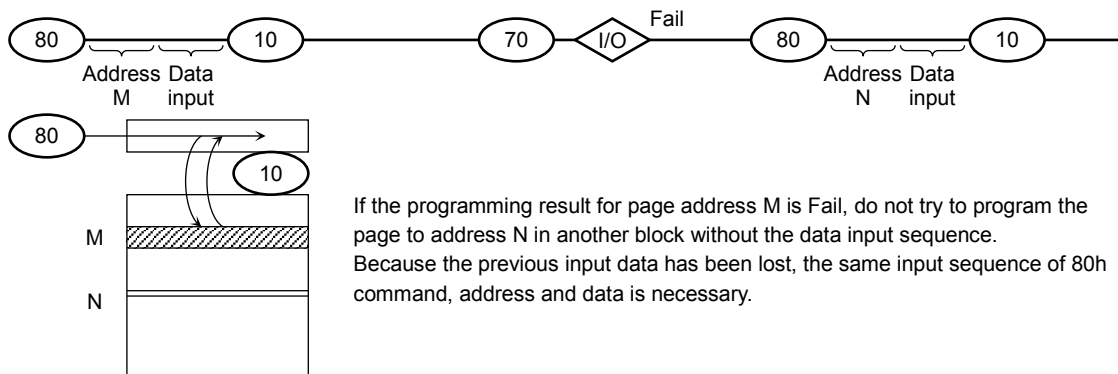 80 10 70 I/O Fail 80 10
Address M Data input Address N Data input
80
10
M
N
If the programming result for page address M is Fail, do not try to program the
page to address N in another block without the data input sequence.
Because the previous input data has been lost, the same input sequence of 80h
command, address and data is necessary.